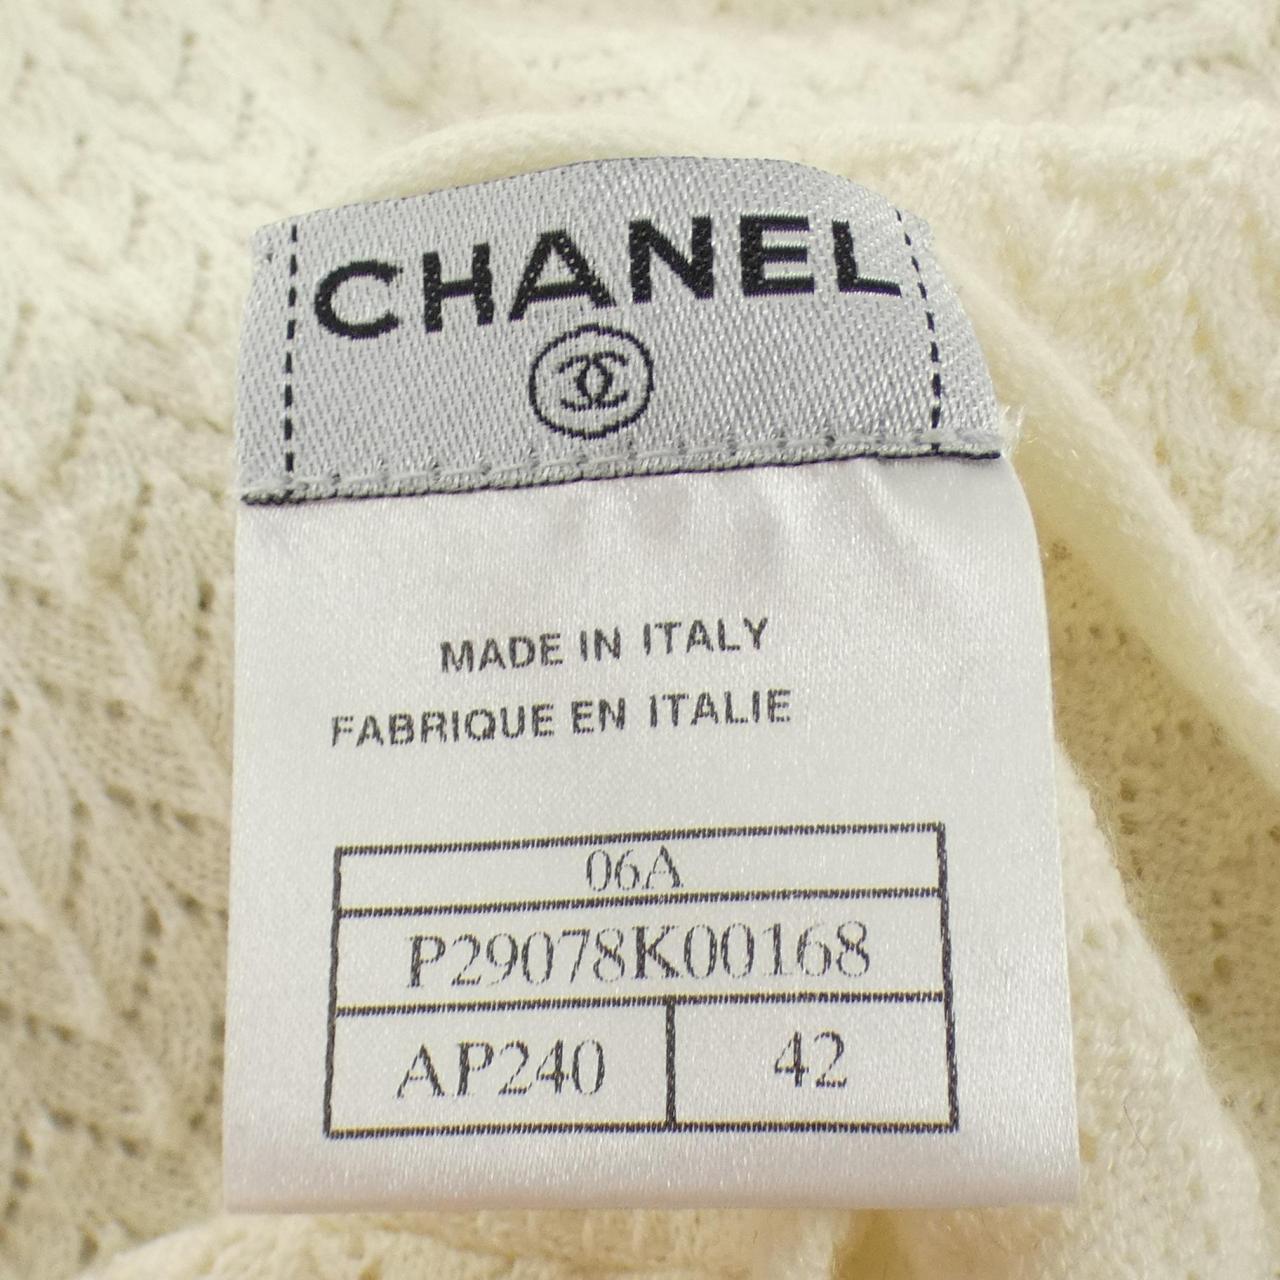 CHANEL
MADE IN ITALY
FABRIQUE EN ITALIE
06A
P29078K00168
AP240 42